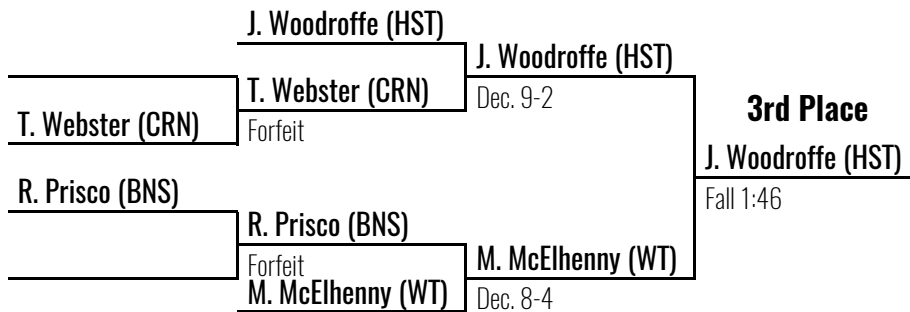 J. Woodroffe (HST)
J. Woodroffe (HST)
T. Webster (CRN)
Dec. 9-2
3rd Place
T. Webster (CRN)
Forfeit
J. Woodroffe (HST)
R. Prisco (BNS)
Fall 1:46
R. Prisco (BNS)
Forfeit
M. McElhenny (WT)
M. McElhenny (WT)
Dec. 8-4